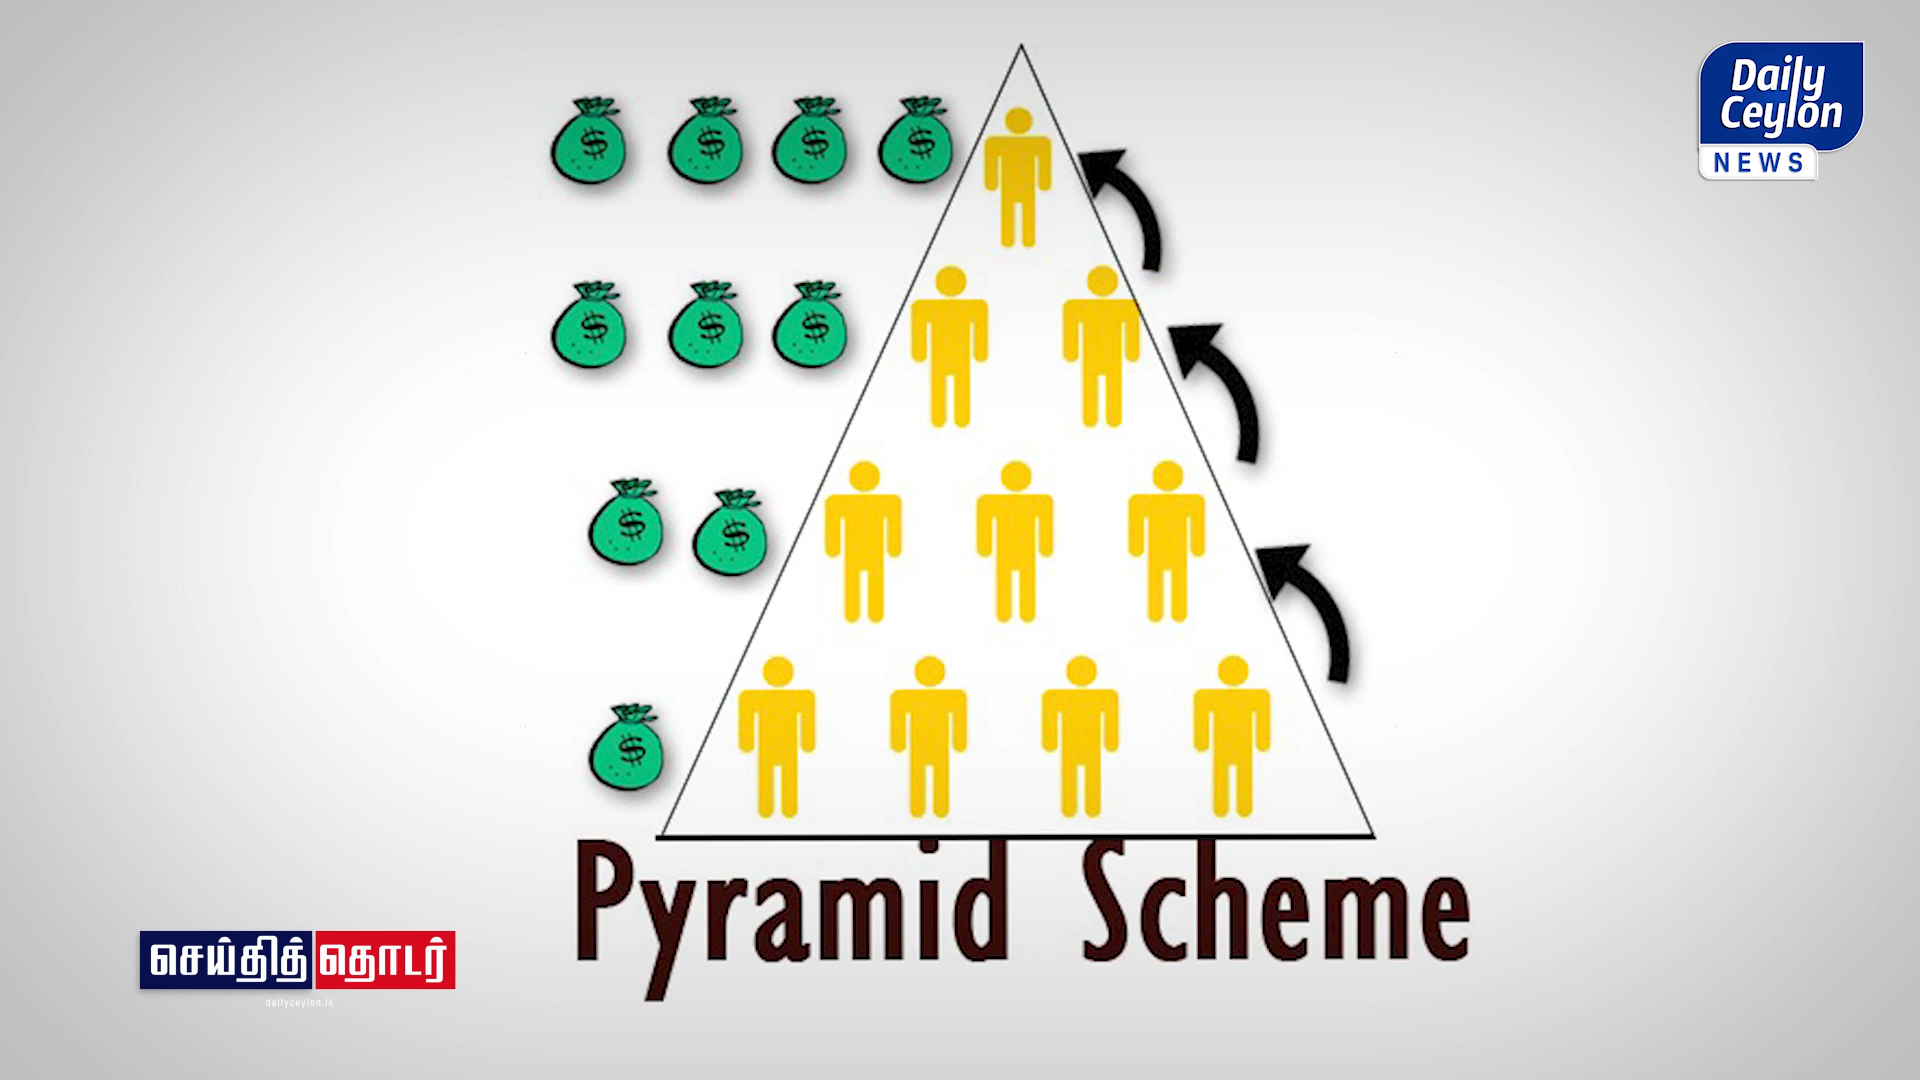 Daily
Ceylon
NEWS
$ $ $ $
$ $ $
$ $
$
Pyramid Scheme
செய்தித் தொடர்
dailyceylon.lk